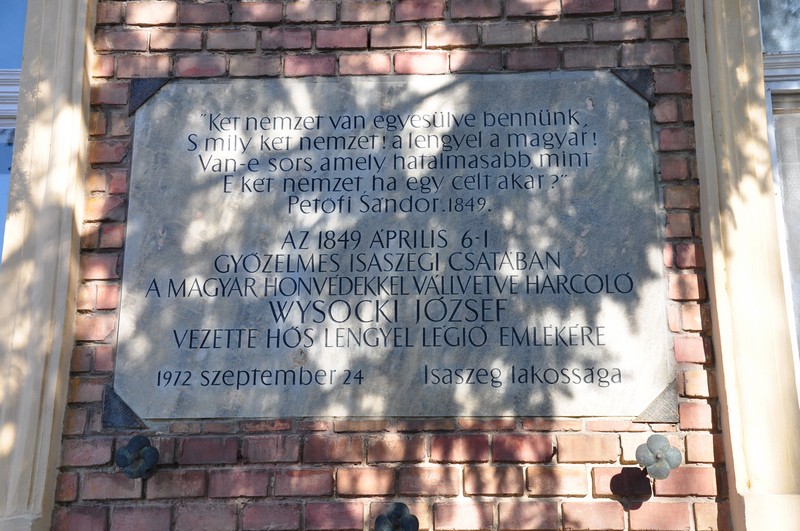 "Két nemzet van egyesülve bennünk,
S mily két nemzet! a lengyel a magyar!
Van-e sors, amely hatalmasabb, mint
E két nemzet, ha egy célt akar?"
Petőfi Sándor. 1849.
AZ 1849 ÁPRILIS 6-I
GYŐZELMES ISASZEGI CSATÁBAN
A MAGYAR HONVÉDEKKEL VÁLLVETVE HARCOLÓ
WYSOCKI JÓZSEF
VEZETTE HŐS LENGYEL LÉGIÓ EMLÉKÉRE
1972 szeptember 24 Isaszeg lakossága